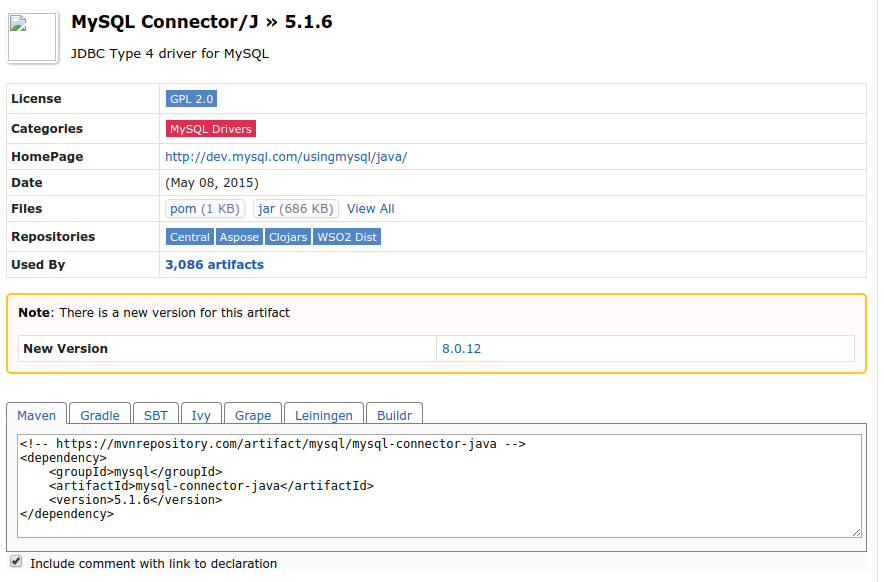 MySQL Connector/J » 5.1.6
JDBC Type 4 driver for MySQL
License GPL 2.0
Categories MySQL Drivers
HomePage http://dev.mysql.com/usingmysql/java/
Date (May 08, 2015)
Files pom (1 KB) jar (686 KB) View All
Repositories Central Aspose Clojars WSO2 Dist
Used By 3,086 artifacts
Note: There is a new version for this artifact
New Version 8.0.12
Maven Gradle SBT Ivy Grape Leiningen Buildr
<!-- https://mvnrepository.com/artifact/mysql/mysql-connector-java -->
<dependency>
    <groupId>mysql</groupId>
    <artifactId>mysql-connector-java</artifactId>
    <version>5.1.6</version>
</dependency>
Include comment with link to declaration